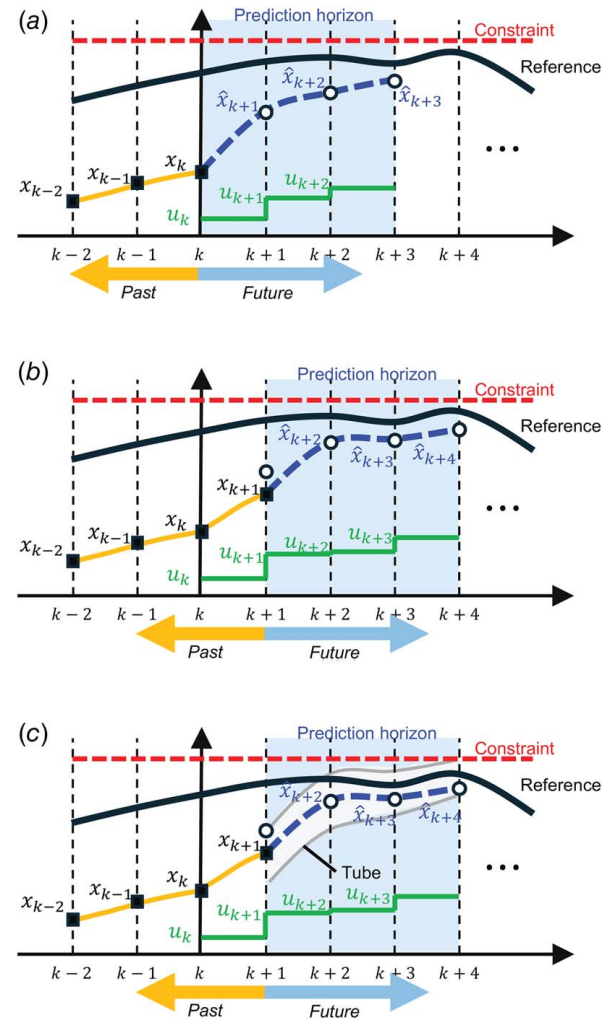 (a)
Prediction horizon
Constraint
Reference
x̂ₖ₊₁
x̂ₖ₊₂
x̂ₖ₊₃
xₖ₋₂
xₖ₋₁
xₖ
uₖ
uₖ₊₁
uₖ₊₂
...
k − 2 k − 1 k k + 1 k + 2 k + 3 k + 4
Past Future
(b)
Prediction horizon
Constraint
Reference
x̂ₖ₊₂
x̂ₖ₊₃
x̂ₖ₊₄
xₖ₋₂
xₖ₋₁
xₖ
xₖ₊₁
uₖ
uₖ₊₁
uₖ₊₂
uₖ₊₃
...
k − 2 k − 1 k k + 1 k + 2 k + 3 k + 4
Past Future
(c)
Prediction horizon
Constraint
Reference
x̂ₖ₊₂
x̂ₖ₊₃
x̂ₖ₊₄
xₖ₋₂
xₖ₋₁
xₖ
xₖ₊₁
Tube
uₖ
uₖ₊₁
uₖ₊₂
uₖ₊₃
...
k − 2 k − 1 k k + 1 k + 2 k + 3 k + 4
Past Future